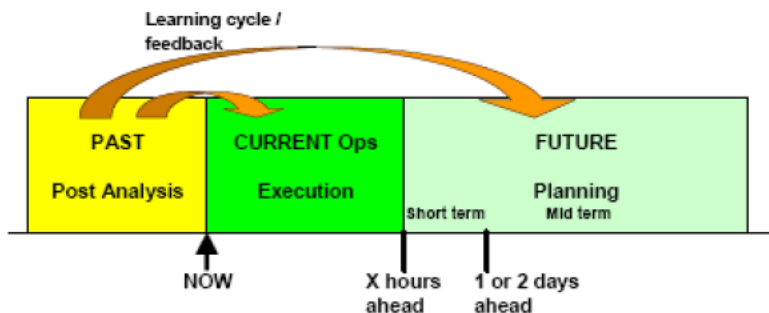 Learning cycle /
feedback
PAST
CURRENT Ops
FUTURE
Post Analysis
Execution
Planning
Short term
Mid term
NOW
X hours
ahead
1 or 2 days
ahead